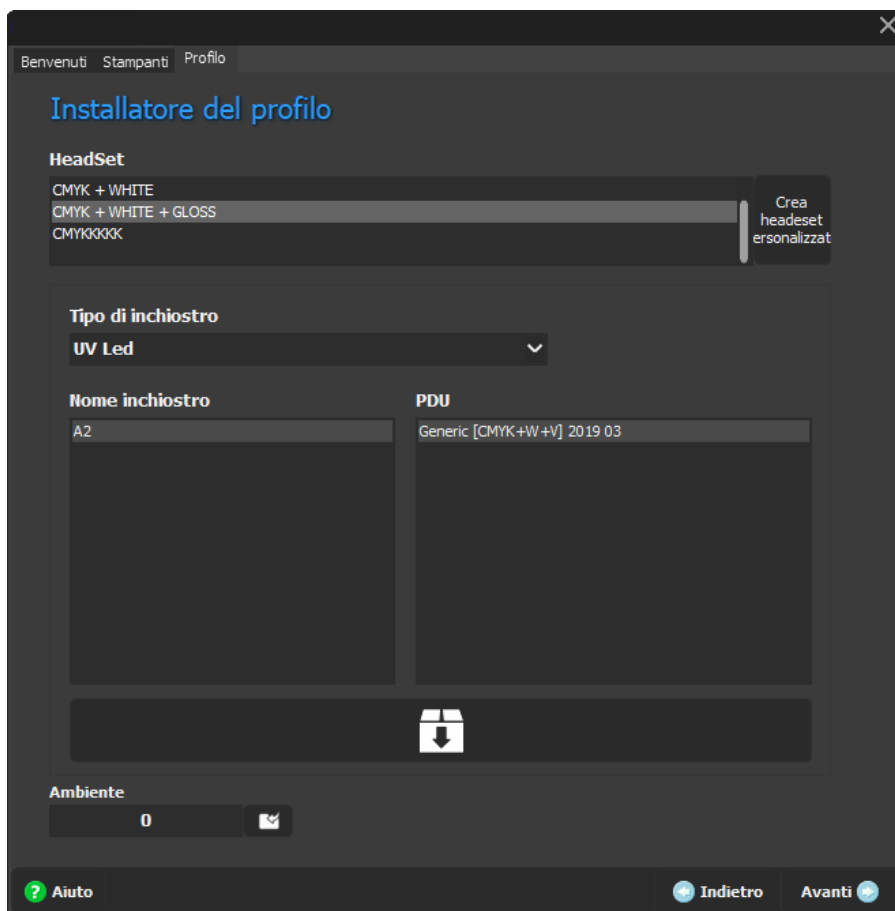 Benvenuti Stampanti Profilo
Installatore del profilo
HeadSet
CMYK + WHITE
CMYK + WHITE + GLOSS
CMYKKKKK
Crea
headeset
ersonalizzat
Tipo di inchiostro
UV Led
Nome inchiostro
A2
PDU
Generic [CMYK+W+V] 2019 03
Ambiente
0
? Aiuto
Indietro
Avanti